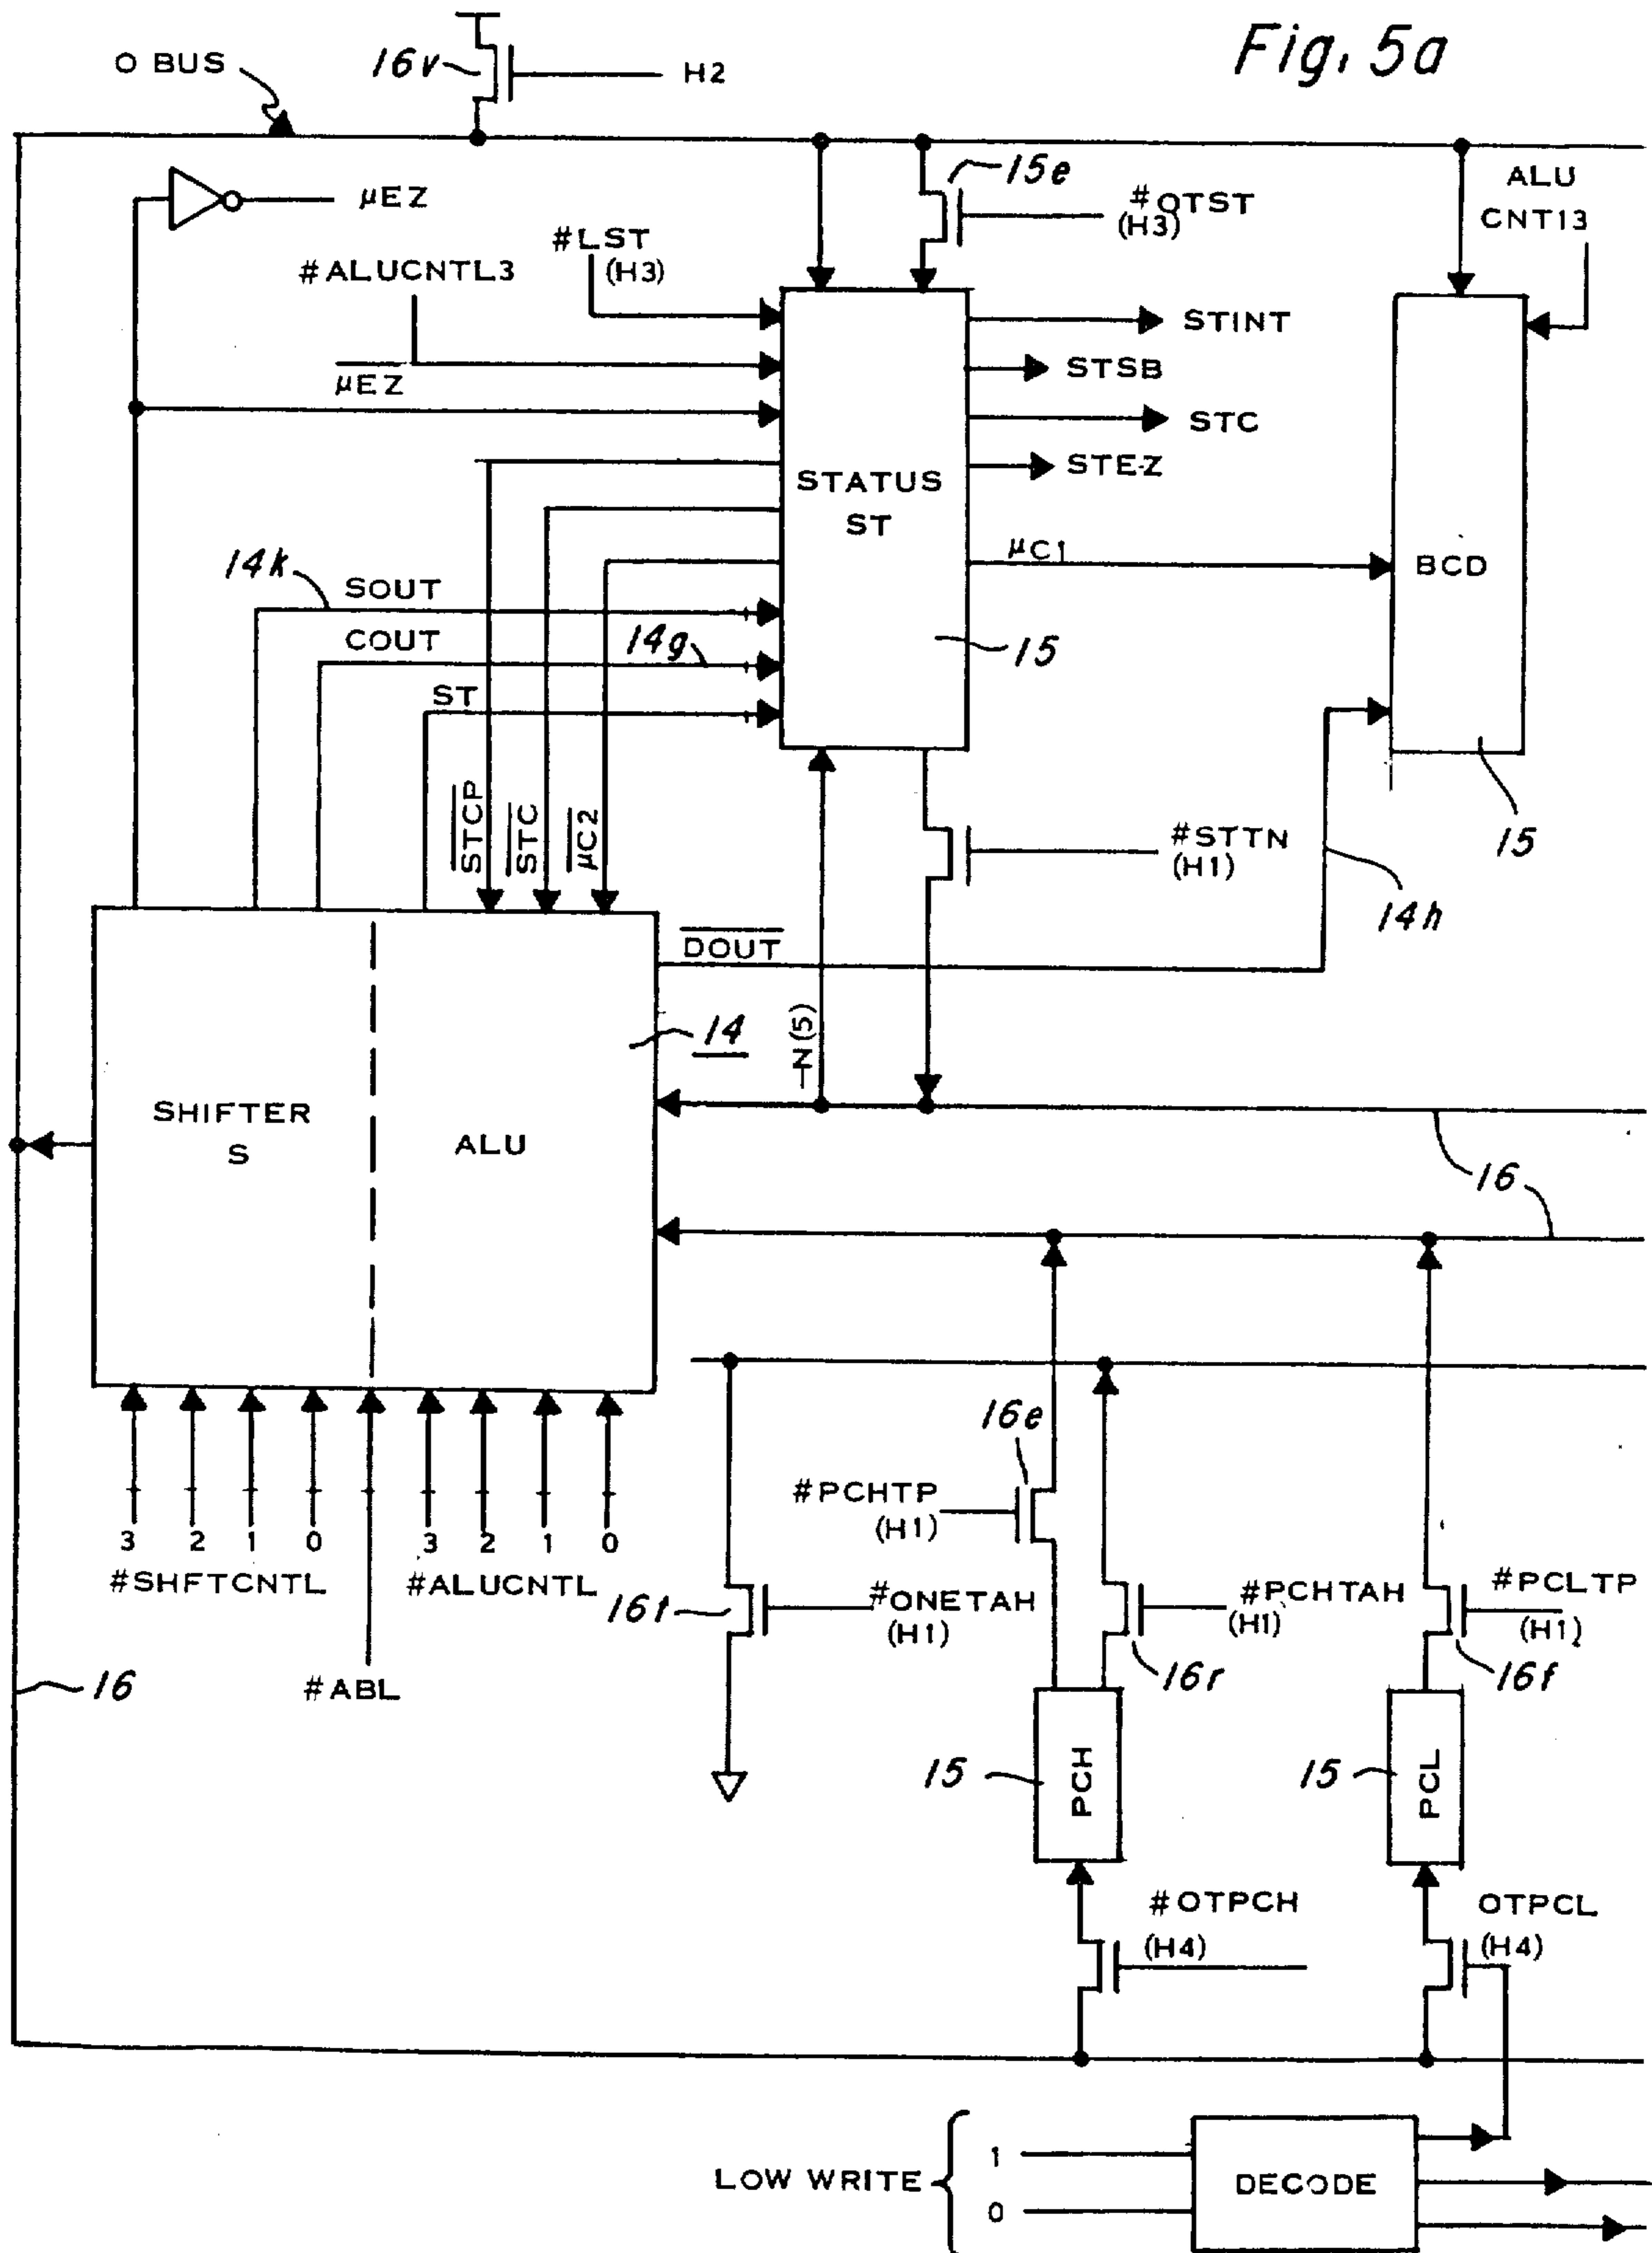 Fig. 5a
O BUS
16v
H2
15e
#OTST
(H3)
ALU
CNT13
µEZ
#LST
(H3)
#ALUCNTL3
µEZ
STINT
STSB
STC
STEZ
STATUS
ST
µC1
BCD
14k
SOUT
COUT
14g
ST
15
STCP
STC
µC2
#STTN
(H1)
15
14h
DOUT
14
N(5)
SHIFTER
S
ALU
16
16e
#PCHTP
(H1)
3 2 1 0 3 2 1 0
#SHFTCNTL
#ALUCNTL
16t
#ONETAH
(H1)
#PCHTAH
(H1)
#PCLTP
(H1)
16
#ABL
16r
16f
15
PCH
15
PCL
#OTPCH
(H4)
OTPCL
(H4)
LOW WRITE
1
0
DECODE